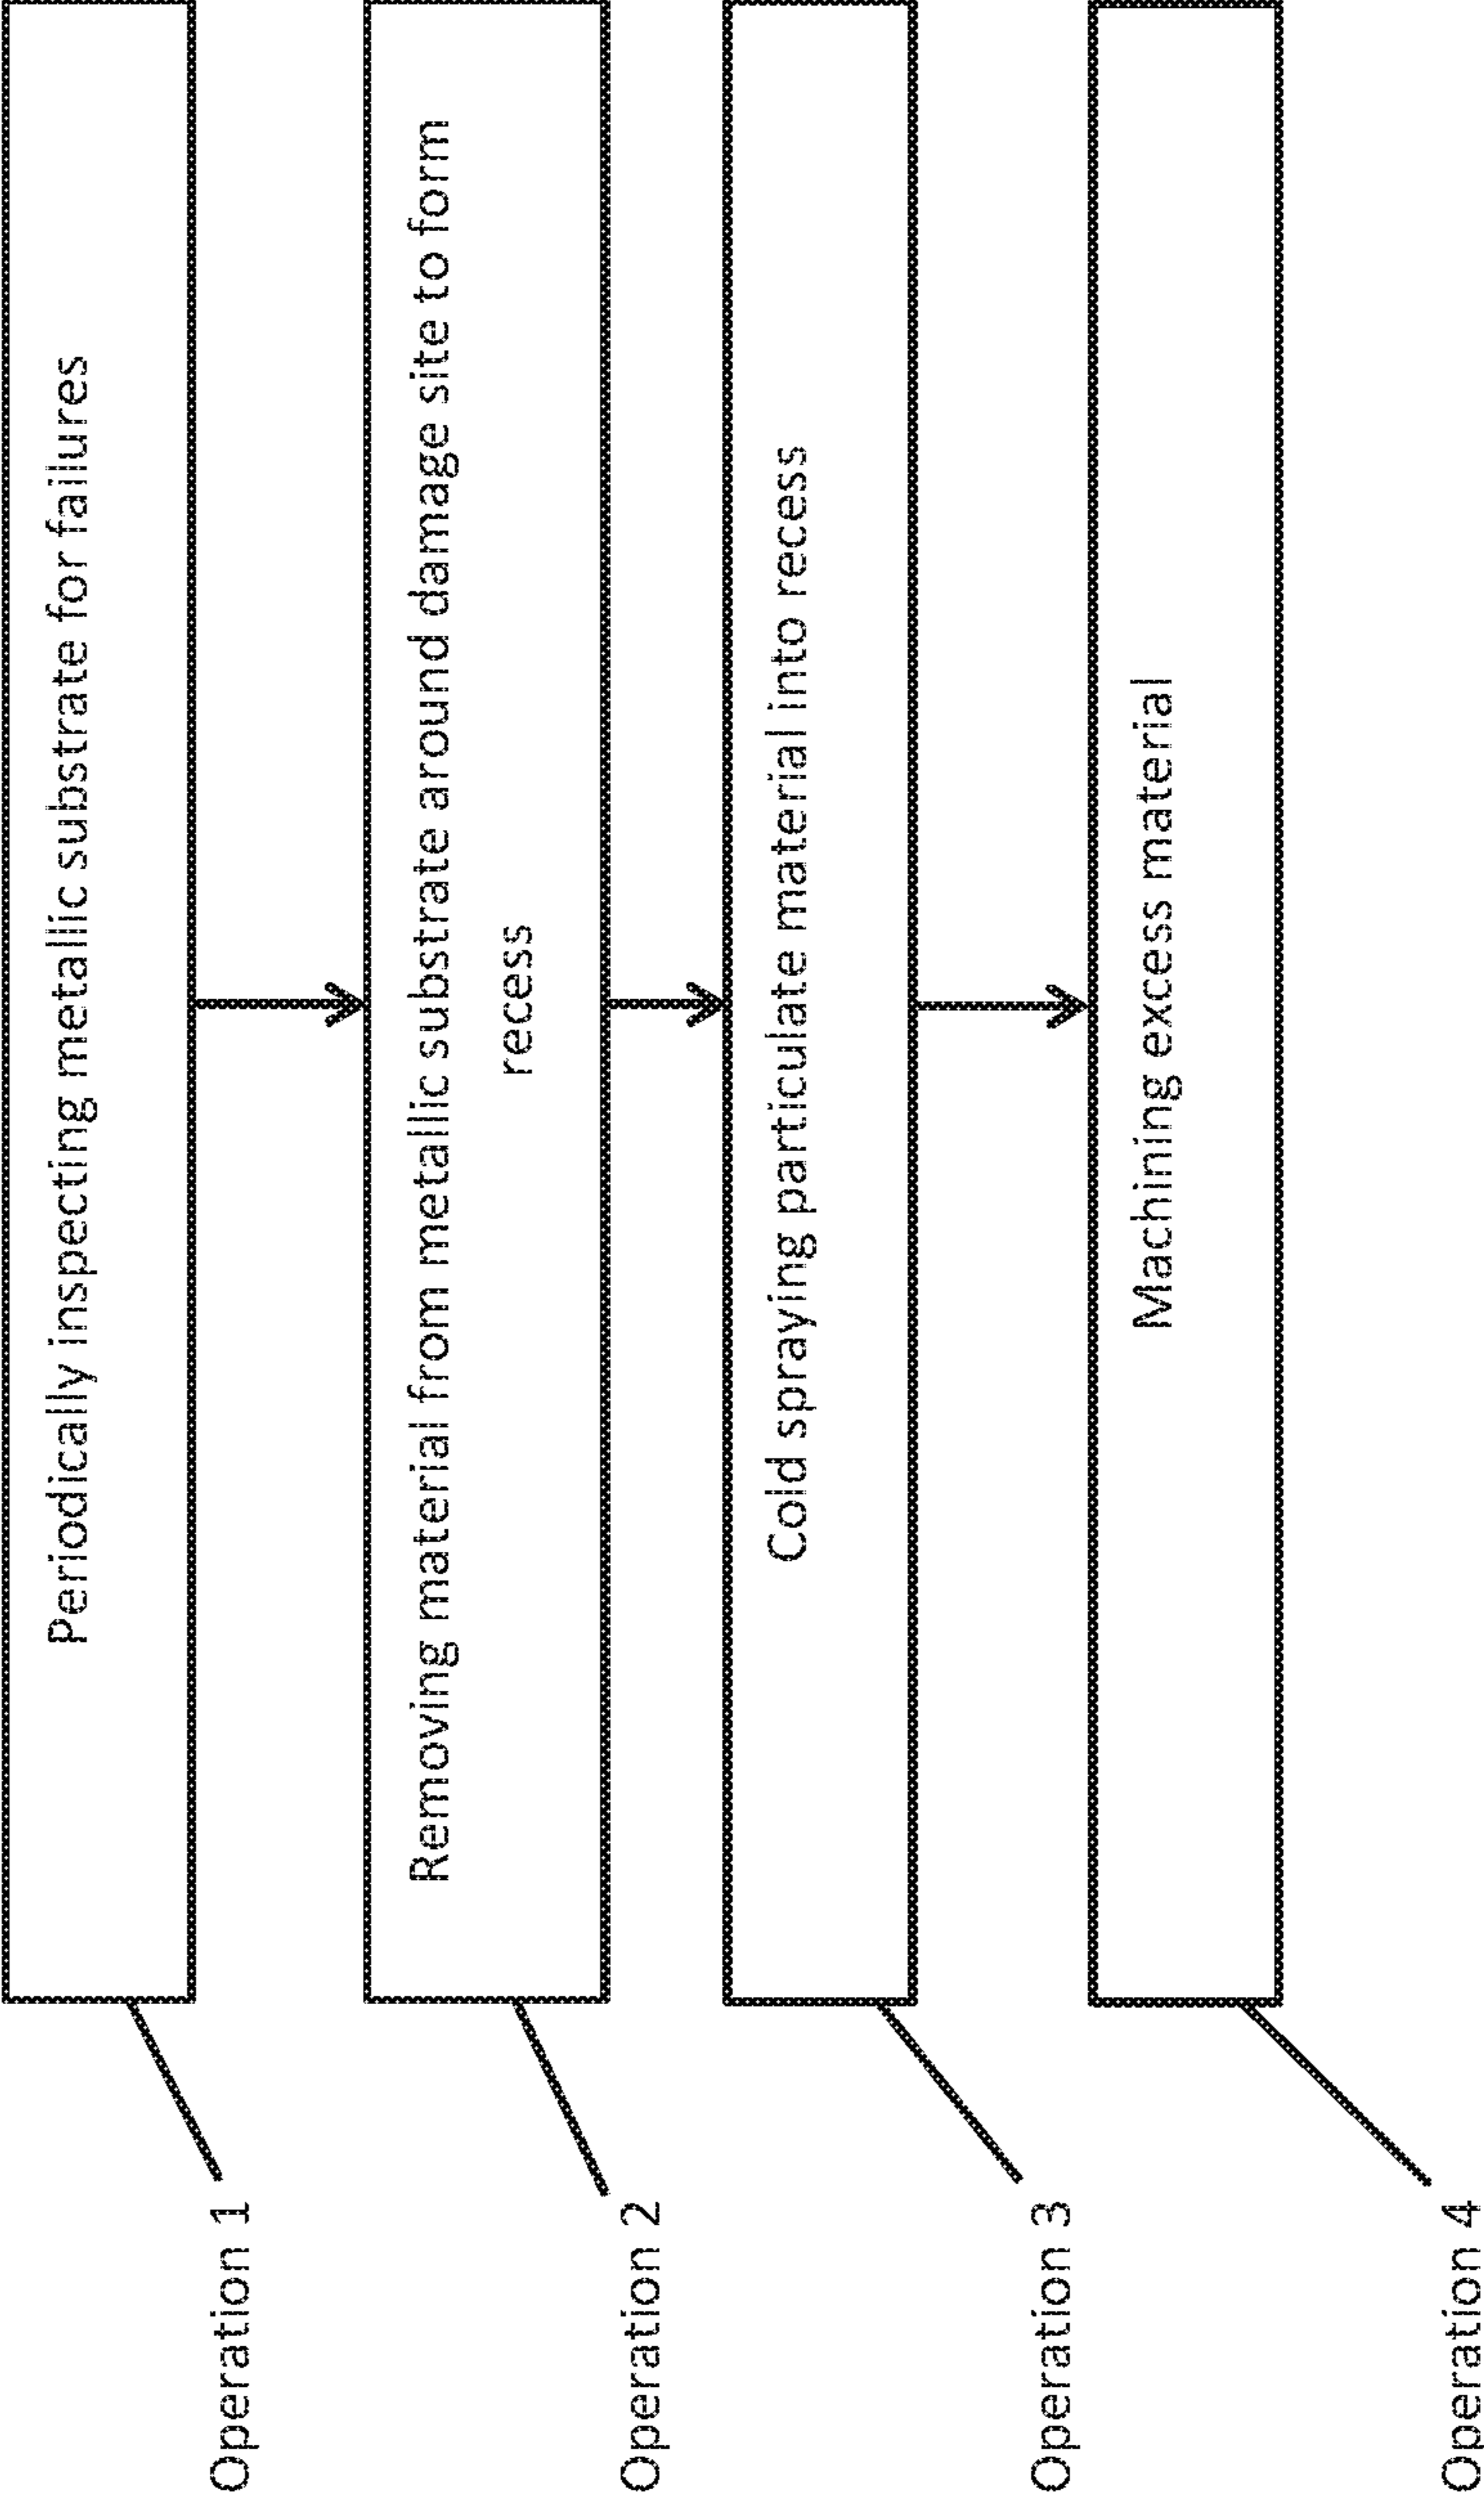 Operation 1
Periodically inspecting metallic substrate for failures
Operation 2
Removing material from metallic substrate around damage site to form
recess
Operation 3
Cold spraying particulate material into recess
Operation 4
Machining excess material